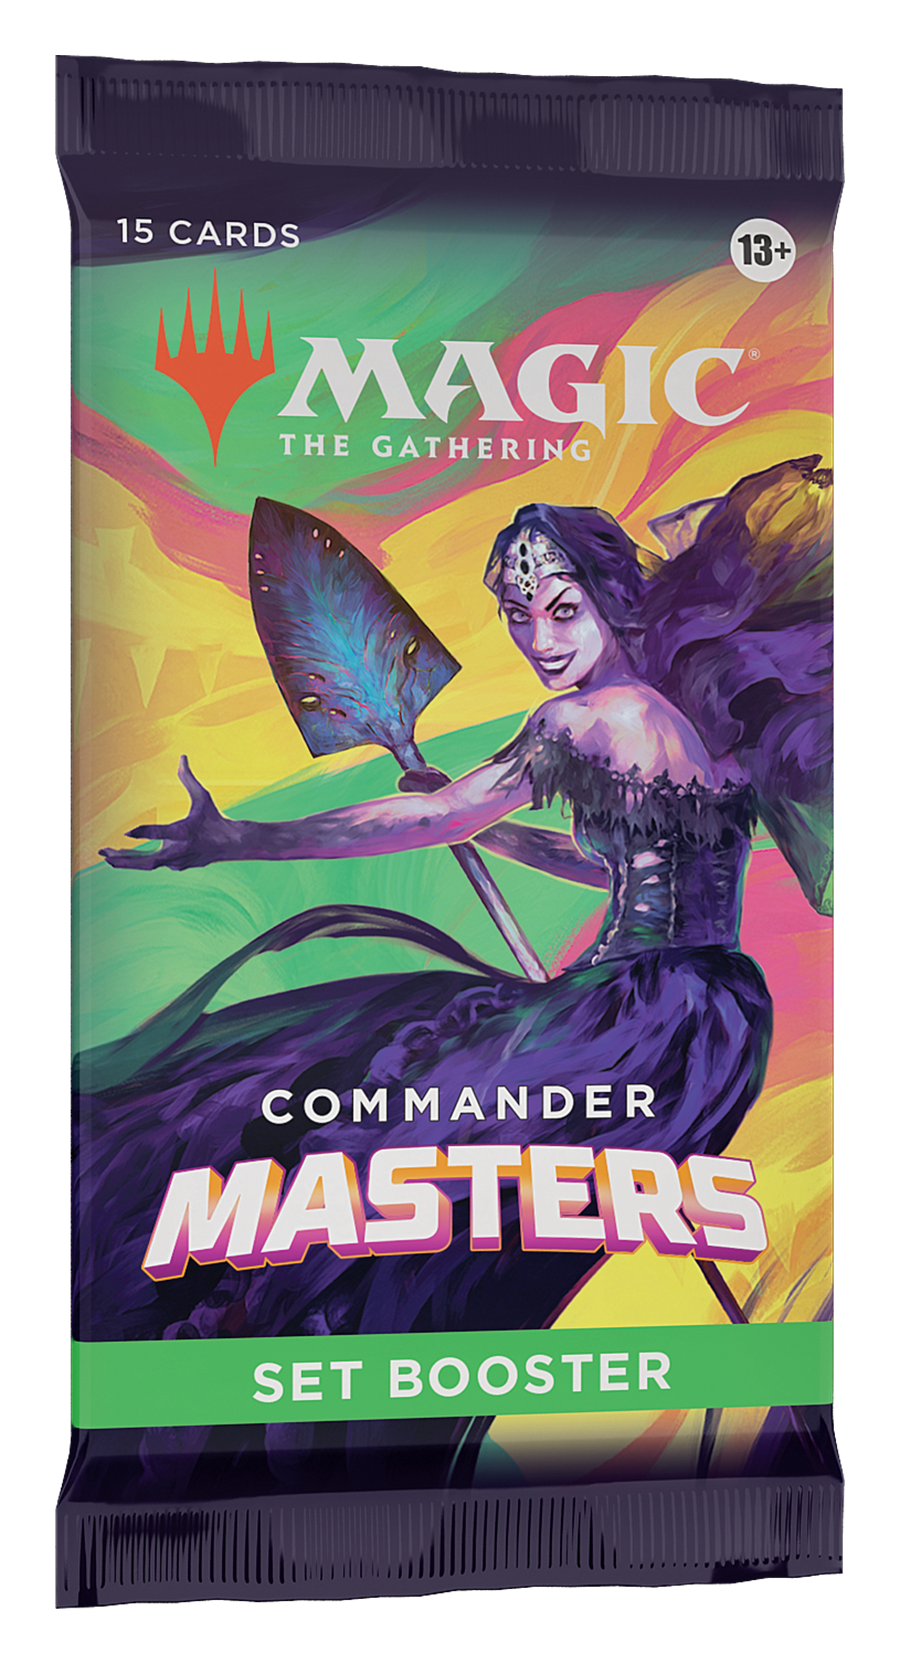 15 CARDS
13+
MAGIC®
THE GATHERING
COMMANDER
MASTERS
SET BOOSTER